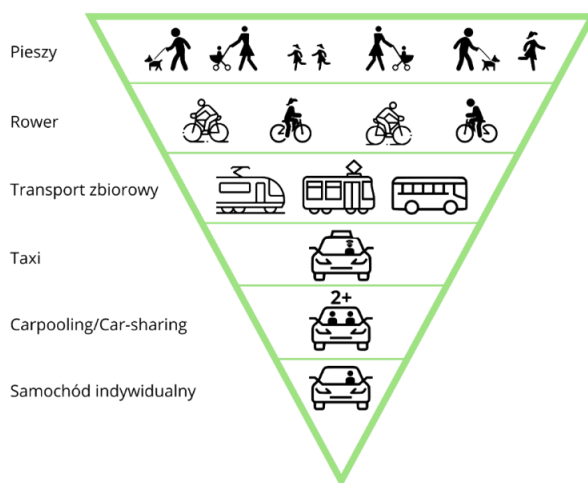 Pieszy
Rower
Transport zbiorowy
Taxi
2+
Carpooling/Car-sharing
Samochód indywidualny